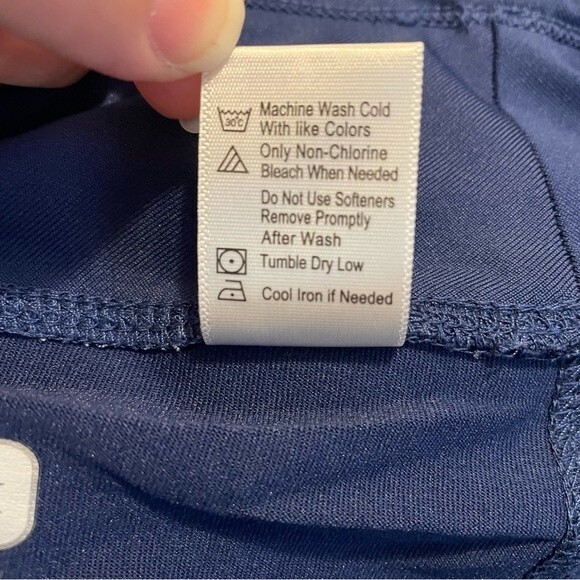 30°C Machine Wash Cold
With like Colors
Only Non-Chlorine
Bleach When Needed
Do Not Use Softeners
Remove Promptly
After Wash
Tumble Dry Low
Cool Iron if Needed